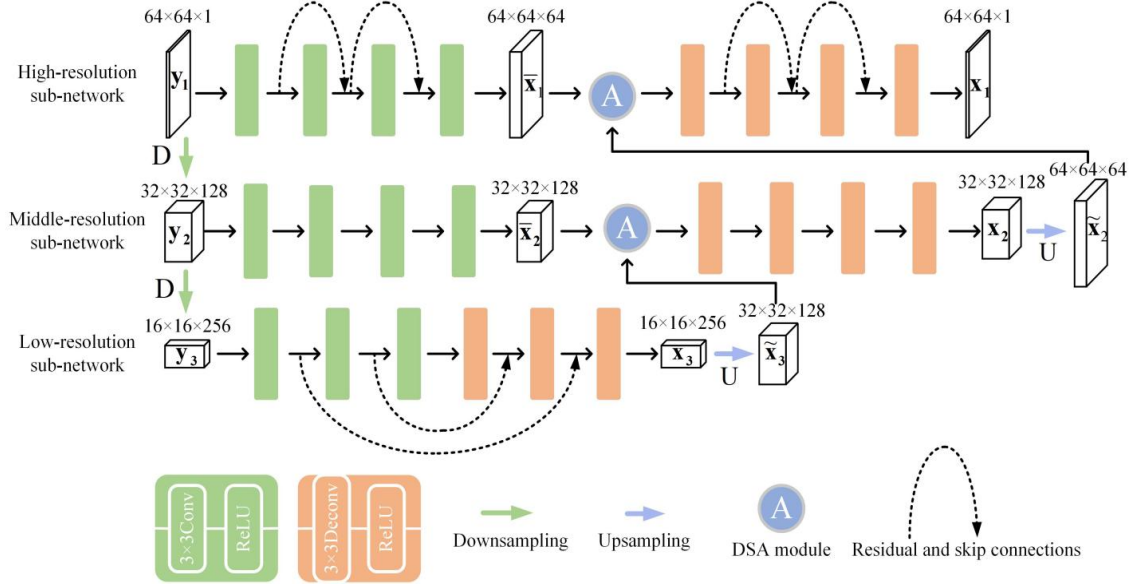 64×64×1
64×64×64
64×64×1
High-resolution
sub-network
y₁
x̄₁
A
x₁
D
32×32×128
32×32×128
32×32×128
64×64×64
Middle-resolution
sub-network
y₂
x̄₂
A
x₂
U
x̃₂
D
16×16×256
16×16×256
32×32×128
Low-resolution
sub-network
y₃
x₃
U
x̃₃
3×3Conv
ReLU
3×3Deconv
ReLU
A
Downsampling
Upsampling
DSA module
Residual and skip connections